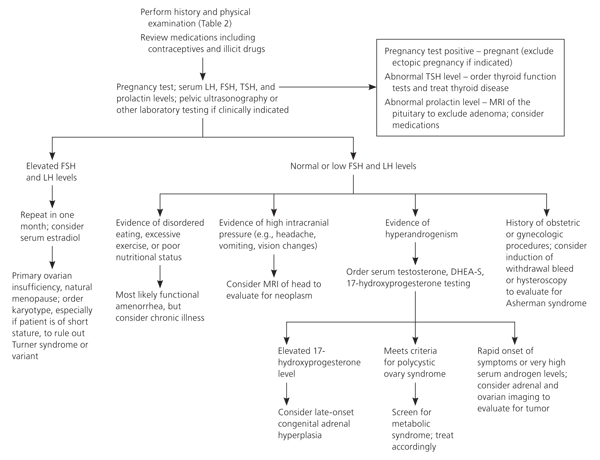 Perform history and physical
examination (Table 2)
Review medications including
contraceptives and illicit drugs
Pregnancy test; serum LH, FSH, TSH, and
prolactin levels; pelvic ultrasonography or
other laboratory testing if clinically indicated
Pregnancy test positive – pregnant (exclude
ectopic pregnancy if indicated)
Abnormal TSH level – order thyroid function
tests and treat thyroid disease
Abnormal prolactin level – MRI of the
pituitary to exclude adenoma; consider
medications
Elevated FSH
and LH levels
Repeat in one
month; consider
serum estradiol
Primary ovarian
insufficiency, natural
menopause; order
karyotype, especially
if patient is of short
stature, to rule out
Turner syndrome or
variant
Normal or low FSH and LH levels
Evidence of disordered
eating, excessive
exercise, or poor
nutritional status
Most likely functional
amenorrhea, but
consider chronic illness
Evidence of high intracranial
pressure (e.g., headache,
vomiting, vision changes)
Consider MRI of head to
evaluate for neoplasm
Evidence of
hyperandrogenism
Order serum testosterone, DHEA-S,
17-hydroxyprogesterone testing
Elevated 17-
hydroxyprogesterone
level
Consider late-onset
congenital adrenal
hyperplasia
Meets criteria
for polycystic
ovary syndrome
Screen for
metabolic
syndrome; treat
accordingly
Rapid onset of
symptoms or very high
serum androgen levels;
consider adrenal and
ovarian imaging to
evaluate for tumor
History of obstetric
or gynecologic
procedures; consider
induction of
withdrawal bleed
or hysteroscopy
to evaluate for
Asherman syndrome